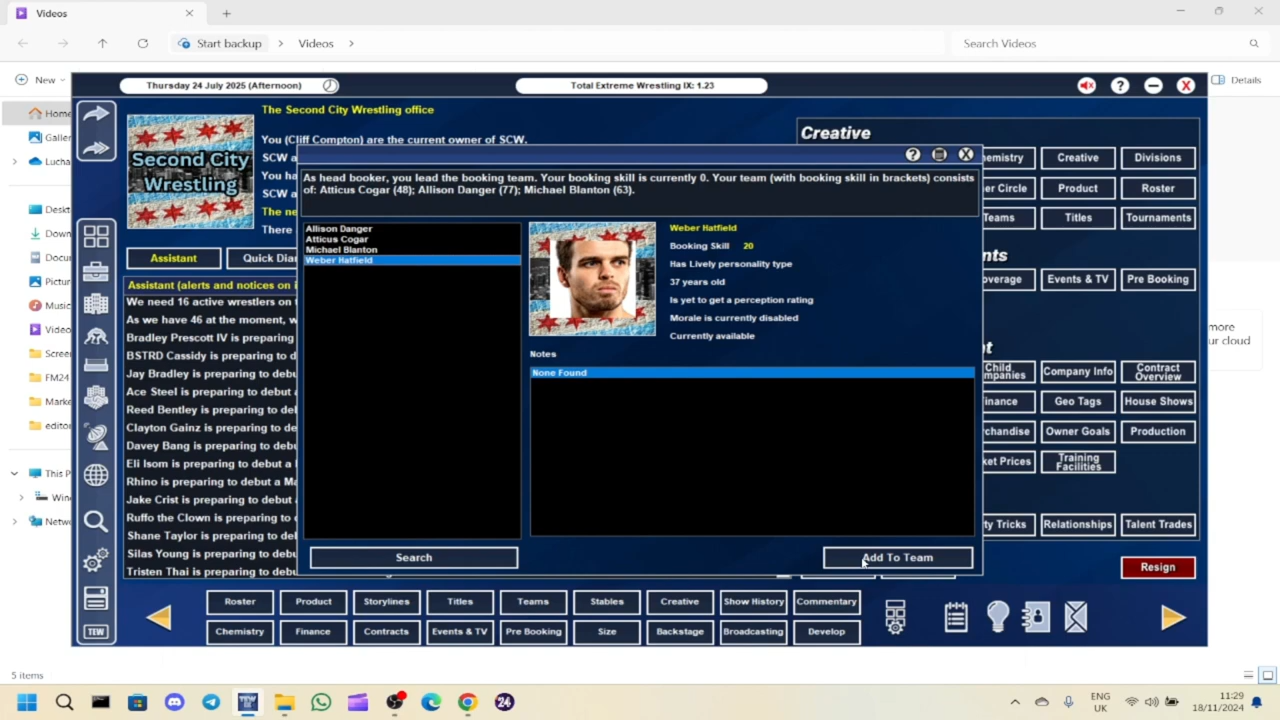 Videos
Start backup
Videos
Search Videos
New
Details
Home
Thursday 24 July 2025 (Afternoon)
Total Extreme Wrestling IX: 1.23
The Second City Wrestling office
Second City
Wrestling
You (Cliff Compton) are the current owner of SCW.
SCW a
You ha
SCW a
The ne
There
Creative
emistry
Creative
Divisions
er Circle
Product
Roster
Teams
Titles
Tournaments
nts
overage
Events & TV
Pre Booking
t
Child
mpanies
Company Info
Contract
Overview
inance
Geo Tags
House Shows
chandise
Owner Goals
Production
ket Prices
Training
Facilities
ty Tricks
Relationships
Talent Trades
Resign
Assistant
Quick Diar
Assistant (alerts and notices on i
We need 16 active wrestlers on t
As we have 46 at the moment, w
Bradley Prescott IV is preparing
BSTRD Cassidy is preparing to d
Jay Bradley is preparing to debu
Ace Steel is preparing to debut a
Reed Bentley is preparing to del
Clayton Gainz is preparing to de
Davey Bang is preparing to debu
Eli Isom is preparing to debut a l
Rhino is preparing to debut a Ma
Jake Crist is preparing to debut
Ruffo the Clown is preparing to d
Shane Taylor is preparing to deb
Silas Young is preparing to debu
Tristen Thai is preparing to debu
As head booker, you lead the booking team. Your booking skill is currently 0. Your team (with booking skill in brackets) consists
of: Atticus Cogar (48); Allison Danger (77); Michael Blanton (63).
Allison Danger
Atticus Cogar
Michael Blanton
Weber Hatfield
Weber Hatfield
Booking Skill 20
Has Lively personality type
37 years old
Is yet to get a perception rating
Morale is currently disabled
Currently available
Notes
None Found
Search
Add To Team
Galler
Lucha
Deskt
Down
Docu
Pictur
Music
Video
Scree
FM24
Marke
editor
This P
Wind
Netwo
more
ur cloud
TEW
Roster
Product
Storylines
Titles
Teams
Stables
Creative
Show History
Commentary
Chemistry
Finance
Contracts
Events & TV
Pre Booking
Size
Backstage
Broadcasting
Develop
5 items
TEW
24
ENG
UK
11:29
18/11/2024